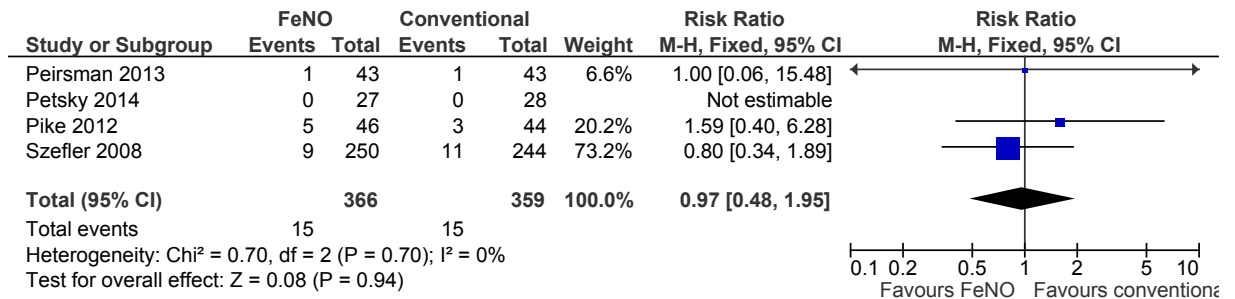 FeNO Conventional Risk Ratio Risk Ratio
Study or Subgroup Events Total Events Total Weight M-H, Fixed, 95% CI M-H, Fixed, 95% CI
Peirsman 2013 1 43 1 43 6.6% 1.00 [0.06, 15.48]
Petsky 2014 0 27 0 28 Not estimable
Pike 2012 5 46 3 44 20.2% 1.59 [0.40, 6.28]
Szefler 2008 9 250 11 244 73.2% 0.80 [0.34, 1.89]
Total (95% CI) 366 359 100.0% 0.97 [0.48, 1.95]
Total events 15 15
Heterogeneity: Chi² = 0.70, df = 2 (P = 0.70); I² = 0%
Test for overall effect: Z = 0.08 (P = 0.94)
0.1 0.2 0.5 1 2 5 10
Favours FeNO Favours conventiona